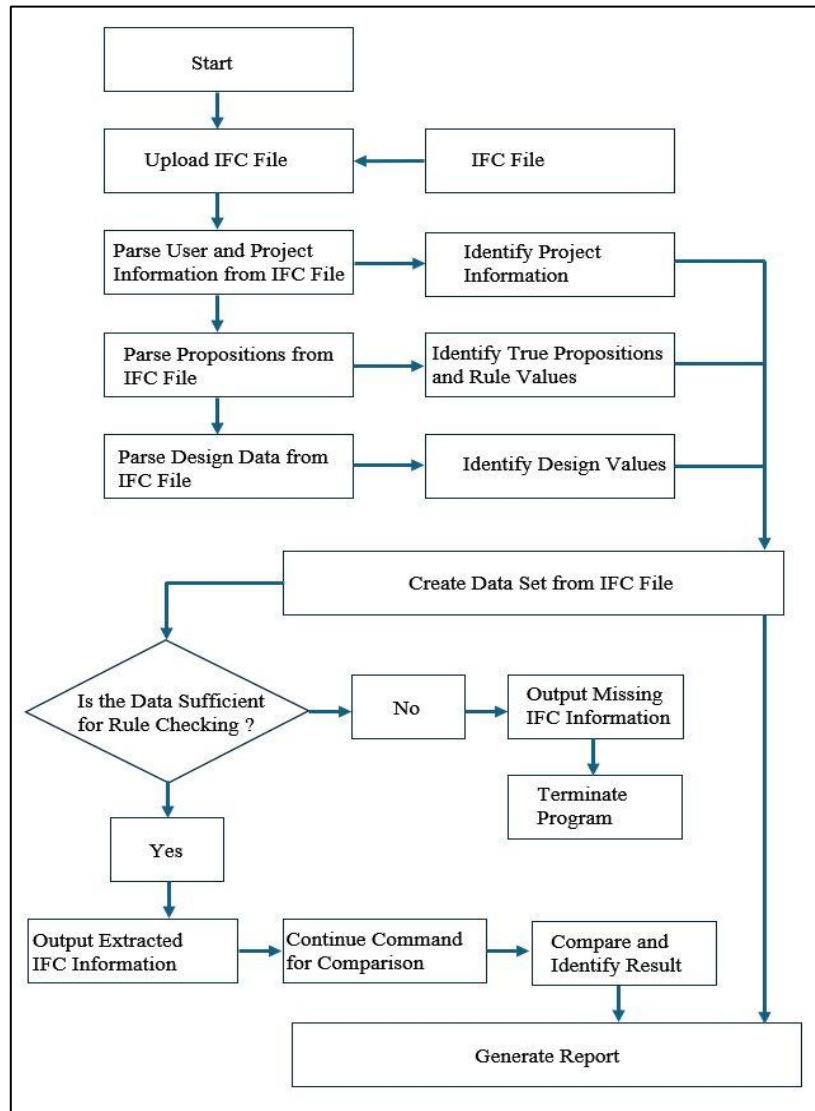 Start
Upload IFC File
IFC File
Parse User and Project
Information from IFC File
Identify Project
Information
Parse Propositions from
IFC File
Identify True Propositions
and Rule Values
Parse Design Data from
IFC File
Identify Design Values
Create Data Set from IFC File
Is the Data Sufficient
for Rule Checking ?
No
Output Missing
IFC Information
Terminate
Program
Yes
Output Extracted
IFC Information
Continue Command
for Comparison
Compare and
Identify Result
Generate Report